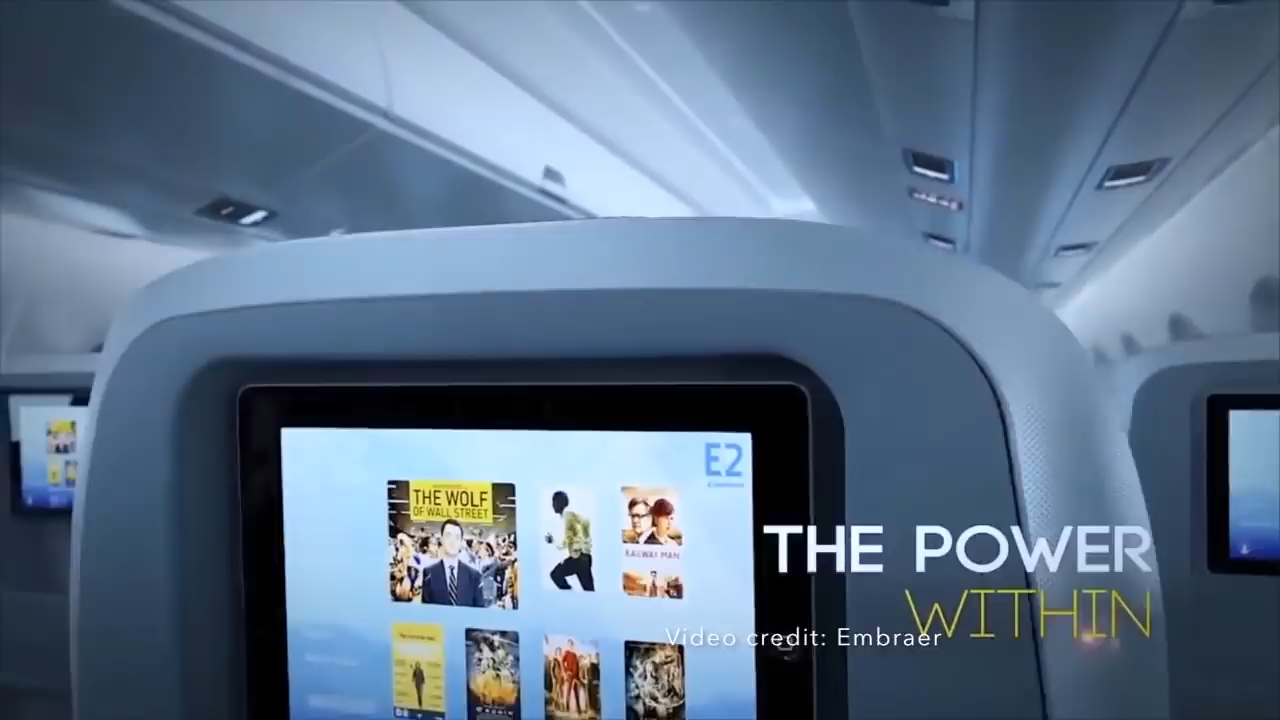 E2
THE WOLF
OF WALL STREET
RAILWAY MAN
THE POWER
WITHIN
Video credit: Embraer